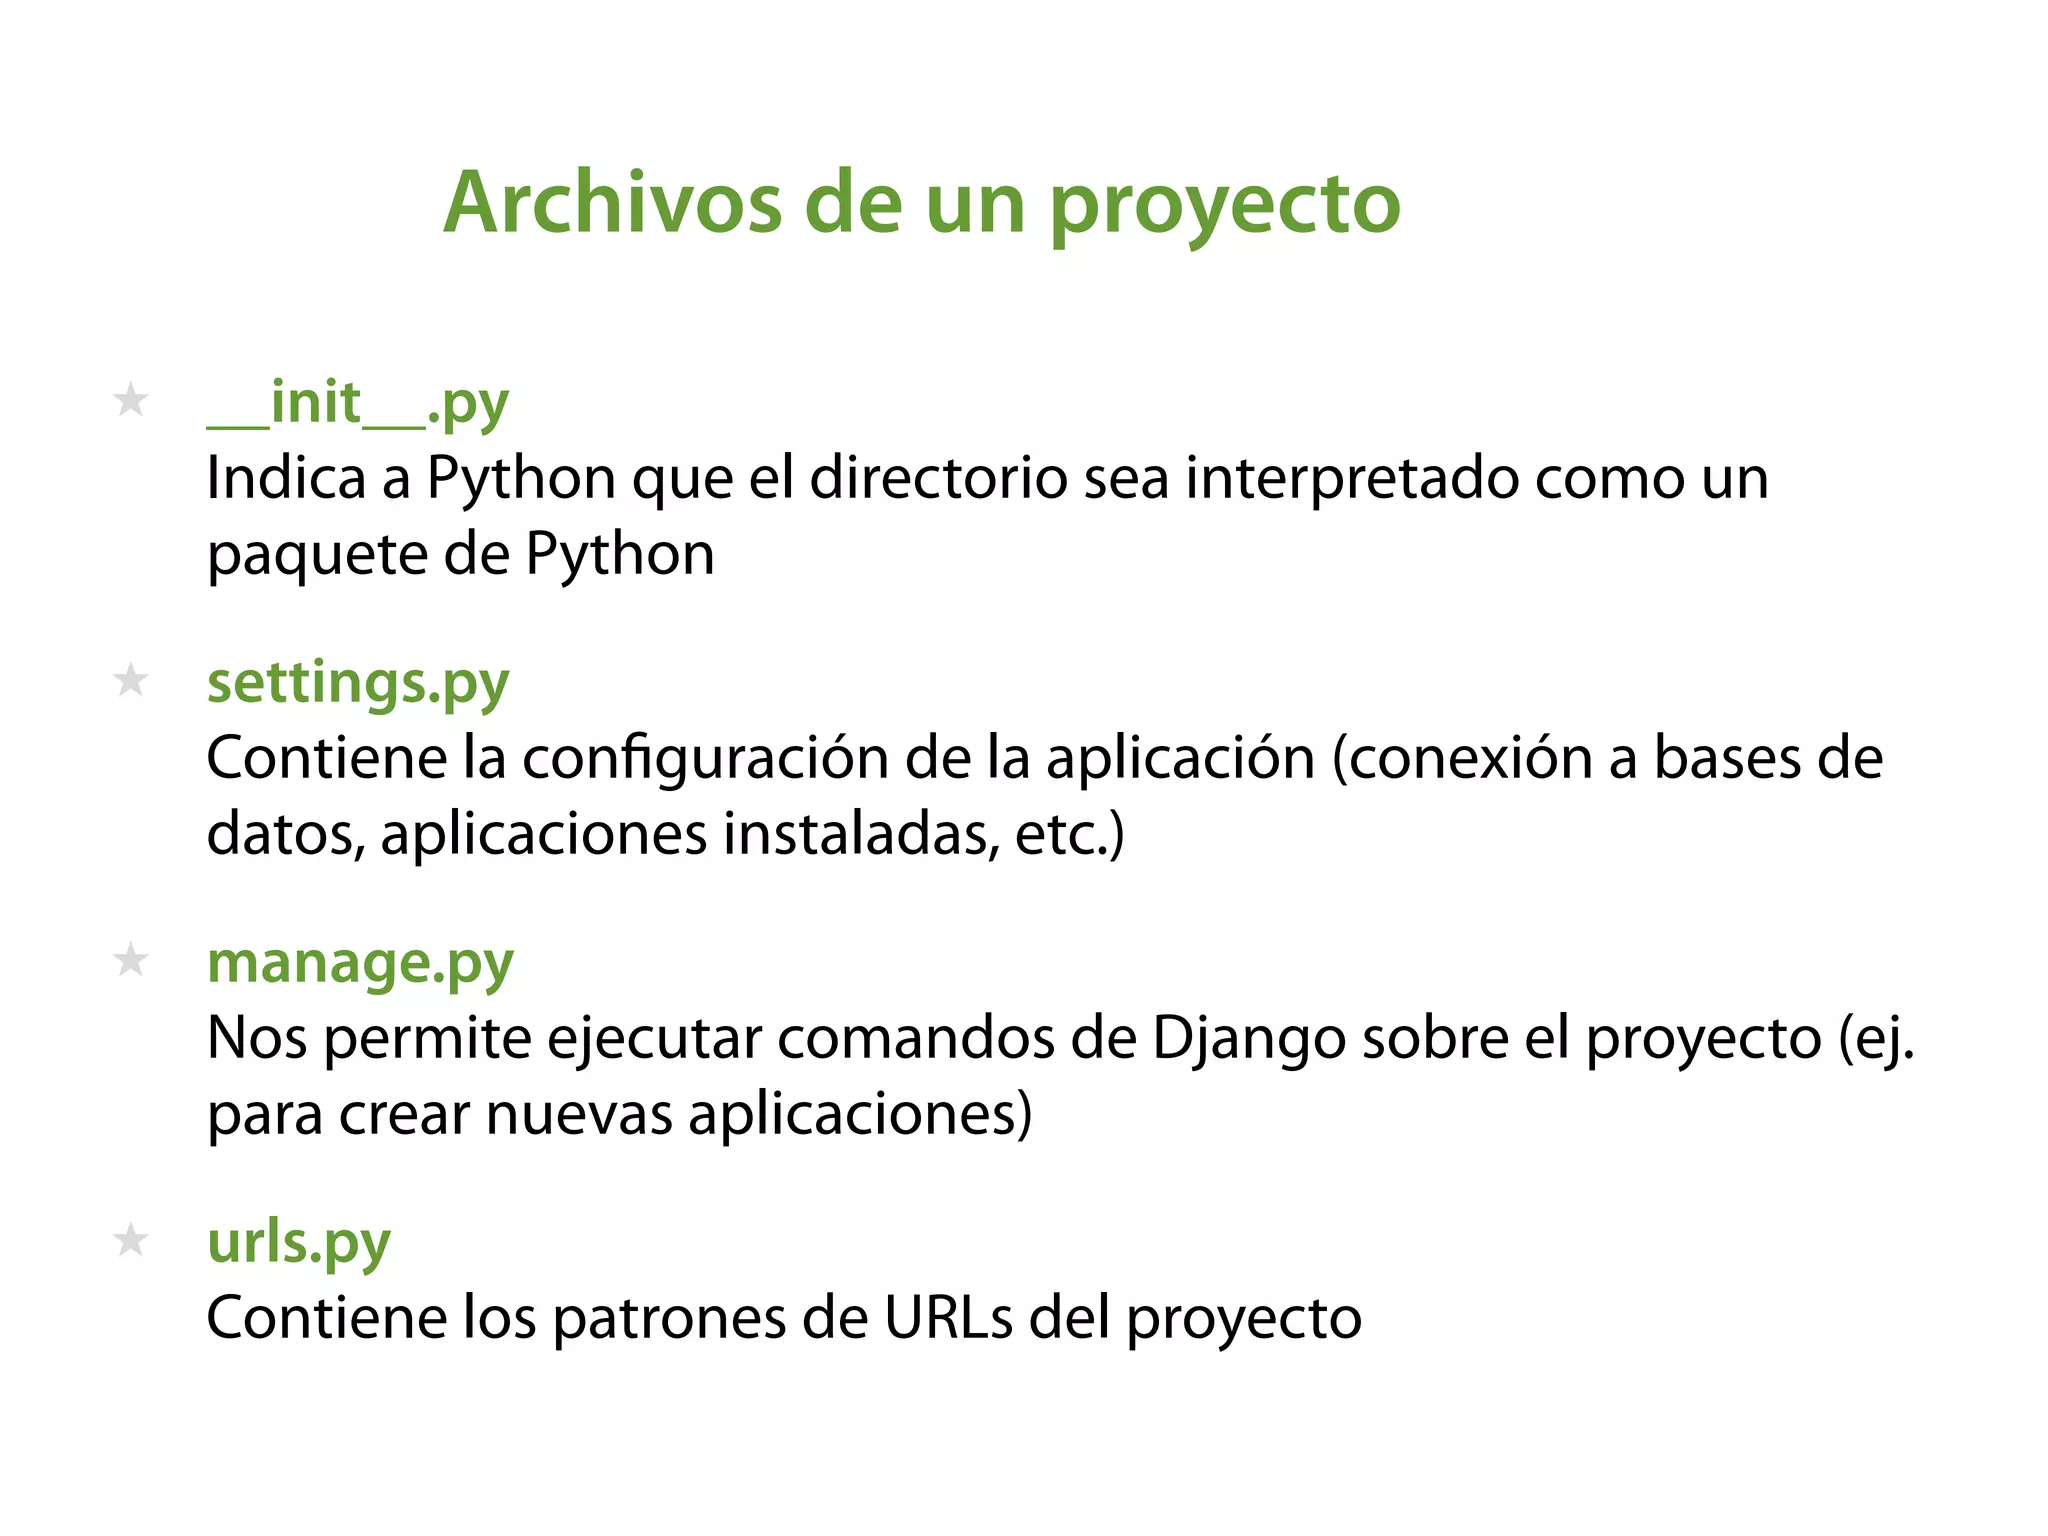 Archivos de un proyecto
★ __init__.py
Indica a Python que el directorio sea interpretado como un
paquete de Python
★ settings.py
Contiene la configuración de la aplicación (conexión a bases de
datos, aplicaciones instaladas, etc.)
★ manage.py
Nos permite ejecutar comandos de Django sobre el proyecto (ej.
para crear nuevas aplicaciones)
★ urls.py
Contiene los patrones de URLs del proyecto